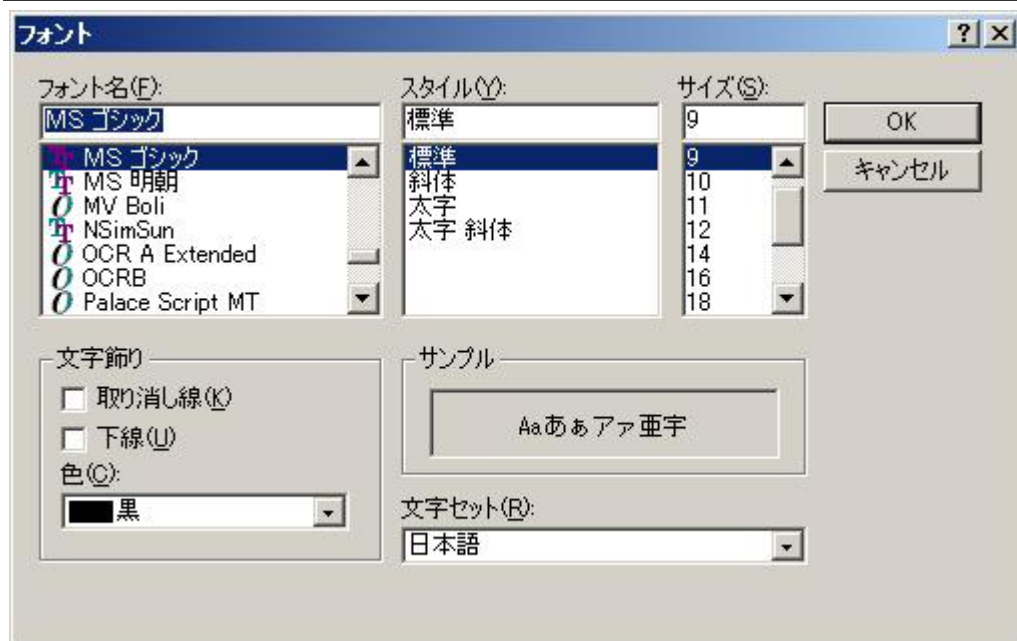 フォント
フォント名(F):
MS ゴシック
MS ゴシック
MS 明朝
MV Boli
NSimSun
OCR A Extended
OCRB
Palace Script MT
スタイル(Y):
標準
標準
斜体
太字
太字 斜体
サイズ(S):
9
9
10
11
12
14
16
18
OK
キャンセル
文字飾り
取り消し線(K)
下線(U)
色(C):
黒
サンプル
Aaあぁアァ亜宇
文字セット(R):
日本語